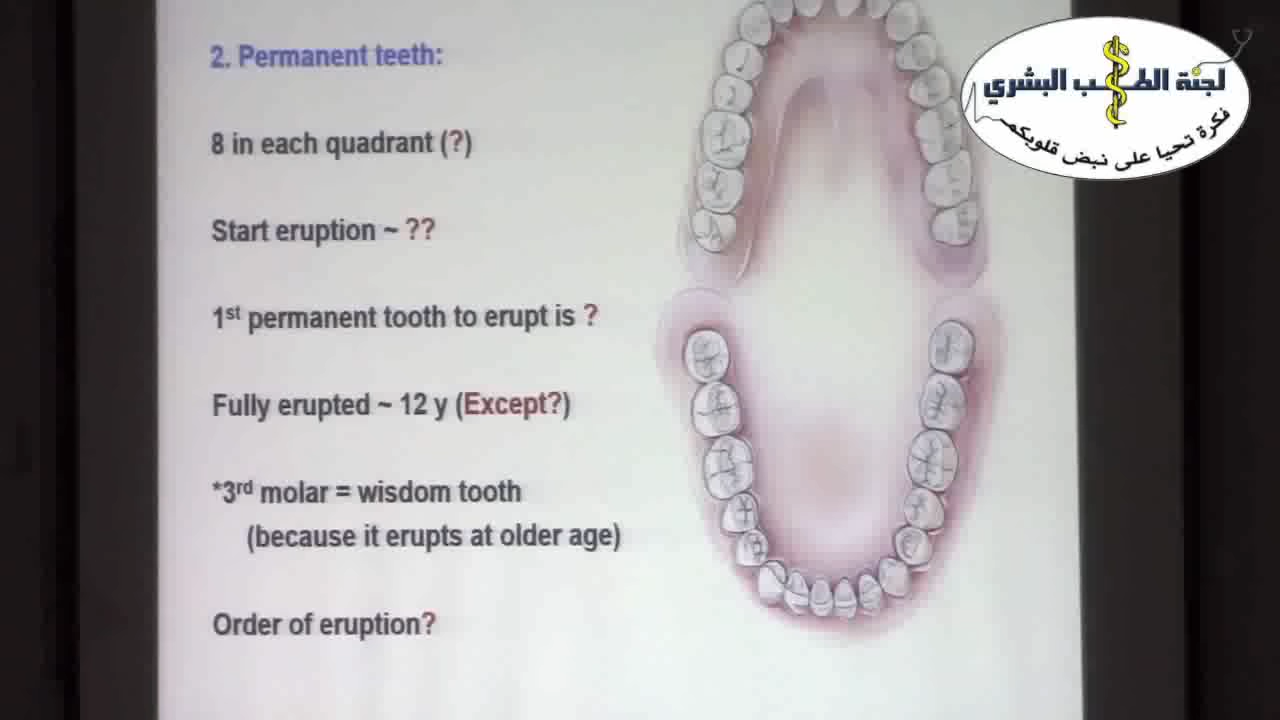 2. Permanent teeth:
8 in each quadrant (?)
Start eruption ~ ??
1st permanent tooth to erupt is ?
Fully erupted ~ 12 y (Except?)
*3rd molar = wisdom tooth
(because it erupts at older age)
Order of eruption?
لجنة الطب البشري
فكرة تحيا على نبض قلوبكم